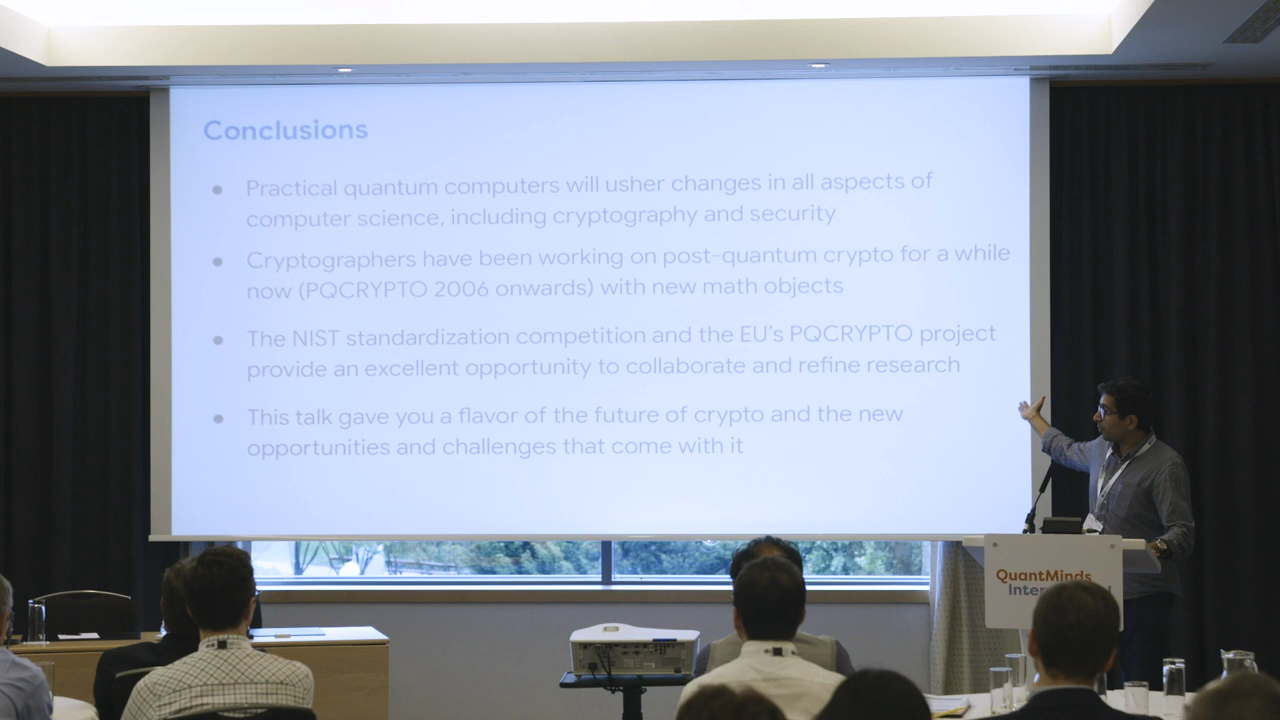 Conclusions
● Practical quantum computers will usher changes in all aspects of
computer science, including cryptography and security
● Cryptographers have been working on post-quantum crypto for a while
now (PQCRYPTO 2006 onwards) with new math objects
● The NIST standardization competition and the EU's PQCRYPTO project
provide an excellent opportunity to collaborate and refine research
● This talk gave you a flavor of the future of crypto and the new
opportunities and challenges that come with it
QuantMinds